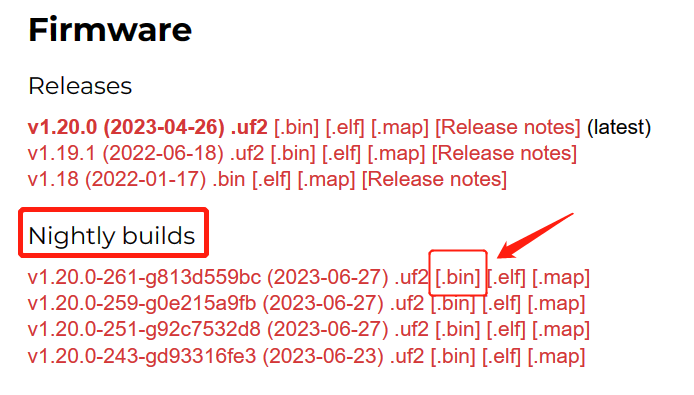 Firmware
Releases
v1.20.0 (2023-04-26) .uf2 [.bin] [.elf] [.map] [Release notes] (latest)
v1.19.1 (2022-06-18) .uf2 [.bin] [.elf] [.map] [Release notes]
v1.18 (2022-01-17) .bin [.elf] [.map] [Release notes]
Nightly builds
v1.20.0-261-g813d559bc (2023-06-27) .uf2 [.bin] [.elf] [.map]
v1.20.0-259-g0e215a9fb (2023-06-27) .uf2 [.bin] [.elf] [.map]
v1.20.0-251-g92c7532d8 (2023-06-27) .uf2 [.bin] [.elf] [.map]
v1.20.0-243-gd93316fe3 (2023-06-23) .uf2 [.bin] [.elf] [.map]